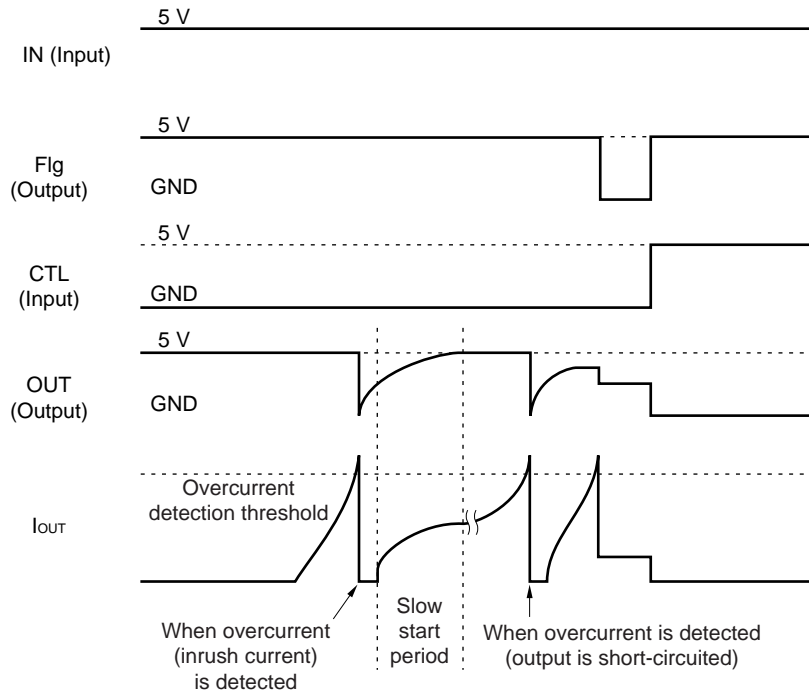 5 V
IN (Input)
5 V
Flg
(Output)
GND
5 V
CTL
(Input)
GND
5 V
OUT
(Output)
GND
Overcurrent
detection threshold
IOUT
When overcurrent
(inrush current)
is detected
Slow
start
period
When overcurrent is detected
(output is short-circuited)